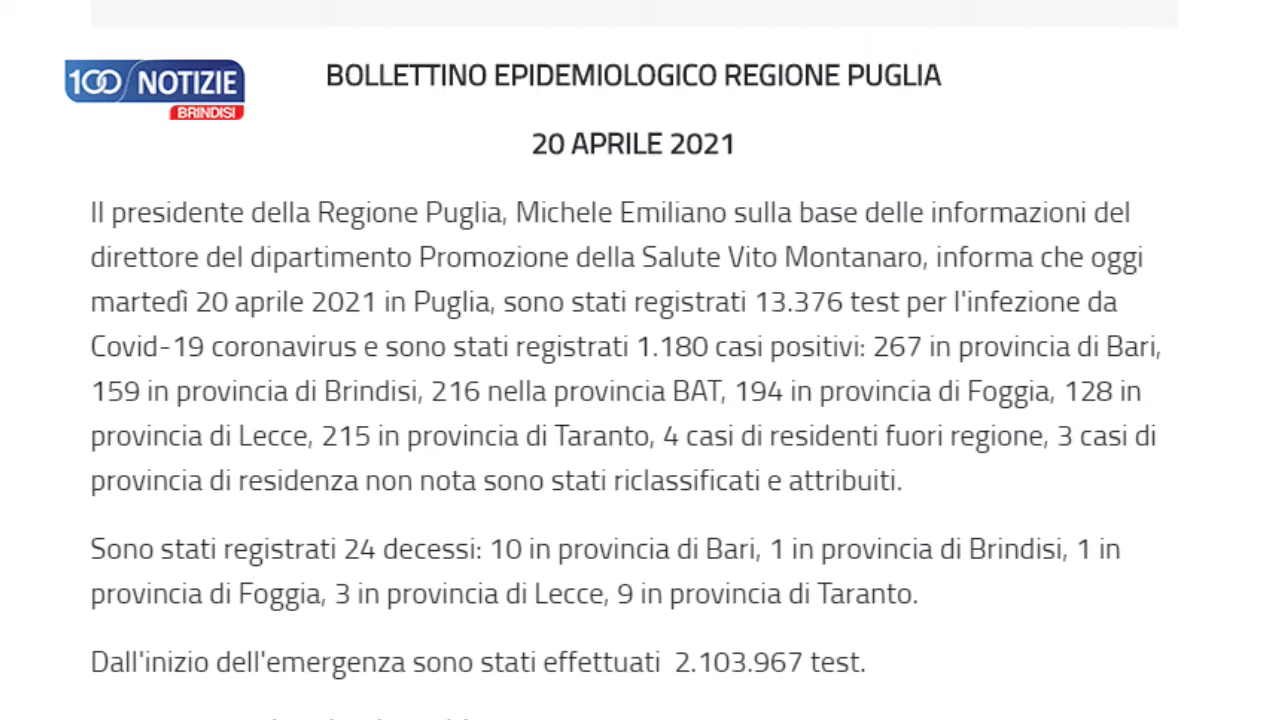 100 NOTIZIE
BRINDISI
BOLLETTINO EPIDEMIOLOGICO REGIONE PUGLIA
20 APRILE 2021
Il presidente della Regione Puglia, Michele Emiliano sulla base delle informazioni del
direttore del dipartimento Promozione della Salute Vito Montanaro, informa che oggi
martedì 20 aprile 2021 in Puglia, sono stati registrati 13.376 test per l'infezione da
Covid-19 coronavirus e sono stati registrati 1.180 casi positivi: 267 in provincia di Bari,
159 in provincia di Brindisi, 216 nella provincia BAT, 194 in provincia di Foggia, 128 in
provincia di Lecce, 215 in provincia di Taranto, 4 casi di residenti fuori regione, 3 casi di
provincia di residenza non nota sono stati riclassificati e attribuiti.
Sono stati registrati 24 decessi: 10 in provincia di Bari, 1 in provincia di Brindisi, 1 in
provincia di Foggia, 3 in provincia di Lecce, 9 in provincia di Taranto.
Dall'inizio dell'emergenza sono stati effettuati 2.103.967 test.